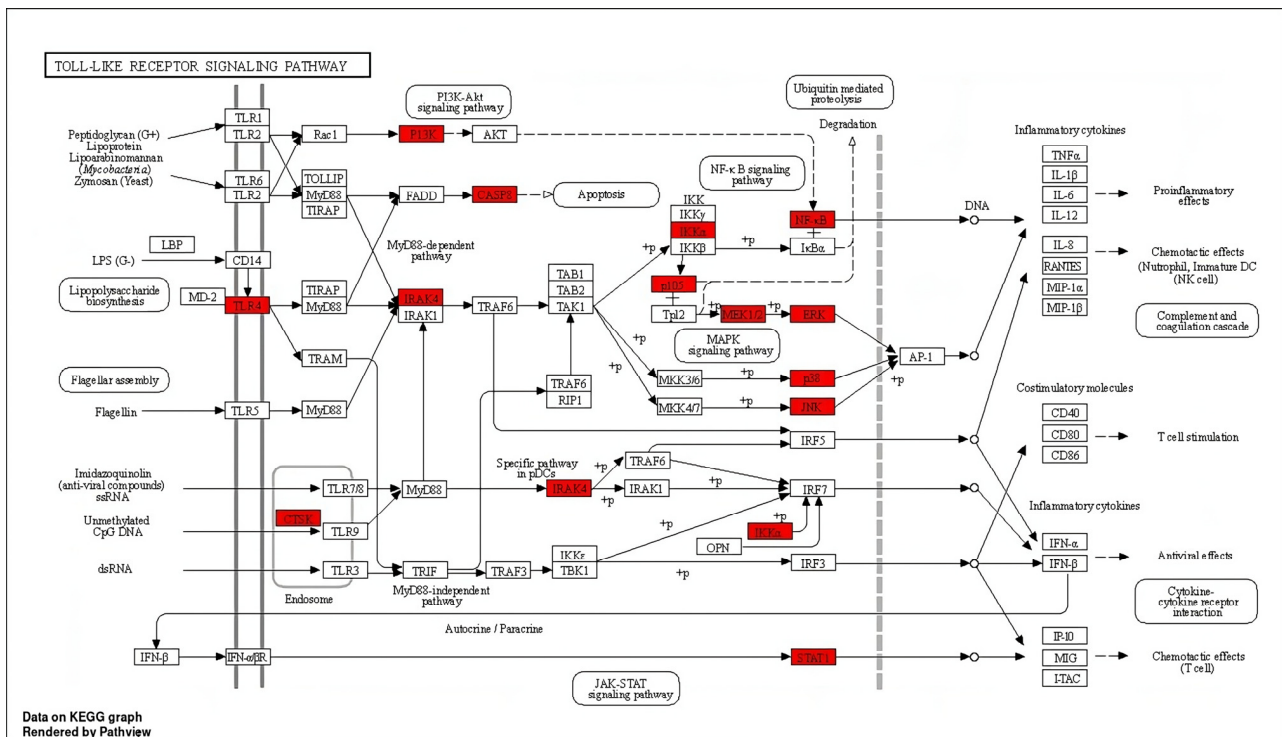 TOLL-LIKE RECEPTOR SIGNALING PATHWAY
PI3K-Akt
signaling pathway
Ubiquitin mediated
proteolysis
Degradation
Inflammatory cytokines
Peptidoglycan (G+)
Lipoprotein
Lipoarabinomannan
(Mycobacteria)
Zymosan (Yeast)
TLR1
TLR2
Rac1
PI3K
AKT
TLR6
TLR2
TOLLIP
MyD88
TIRAP
FADD
CASP8
Apoptosis
NF-κB signaling
pathway
IKK
IKKγ
IKKα
IKKβ
NF-κB
IκBα
DNA
TNFα
IL-1β
IL-6
IL-12
Proinflammatory
effects
MyD88-dependent
pathway
+p
+p
LBP
LPS (G-)
CD14
Lipopolysaccharide
biosynthesis
MD-2
TLR4
TIRAP
MyD88
IRAK4
IRAK1
TRAF6
TAB1
TAB2
TAK1
p105
Tpl2
+p
MEK1/2
+p
ERK
MAPK
signaling pathway
IL-8
RANTES
MIP-1α
MIP-1β
Chemotactic effects
(Nutrophil, Immature DC
(NK cell)
Complement and
coagulation cascade
TRAM
AP-1
+p
Flagellar assembly
Flagellin
TLR5
MyD88
TRAF6
RIP1
+p
+p
MKK3/6
+p
p38
MKK4/7
+p
JNK
Costimulatory molecules
CD40
CD80
CD86
T cell stimulation
IRF5
Imidazoquinolin
(anti-viral compounds)
ssRNA
TLR7/8
MyD88
Specific pathway
in pDCs
IRAK4
+p
+p
TRAF6
IRAK1
+p
IRF7
Unmethylated
CpG DNA
CTSK
TLR9
+p
+p
IKKα
OPN
Inflammatory cytokines
IFN-α
IFN-β
Antiviral effects
dsRNA
TLR3
TRIF
TRAF3
IKKε
TBK1
+p
IRF3
Endosome
MyD88-independent
pathway
Cytokine-
cytokine receptor
interaction
Autocrine / Paracrine
IFN-β
IFN-αβR
STAT1
IP-10
MIG
I-TAC
Chemotactic effects
(T cell)
JAK-STAT
signaling pathway
Data on KEGG graph
Rendered by Pathview